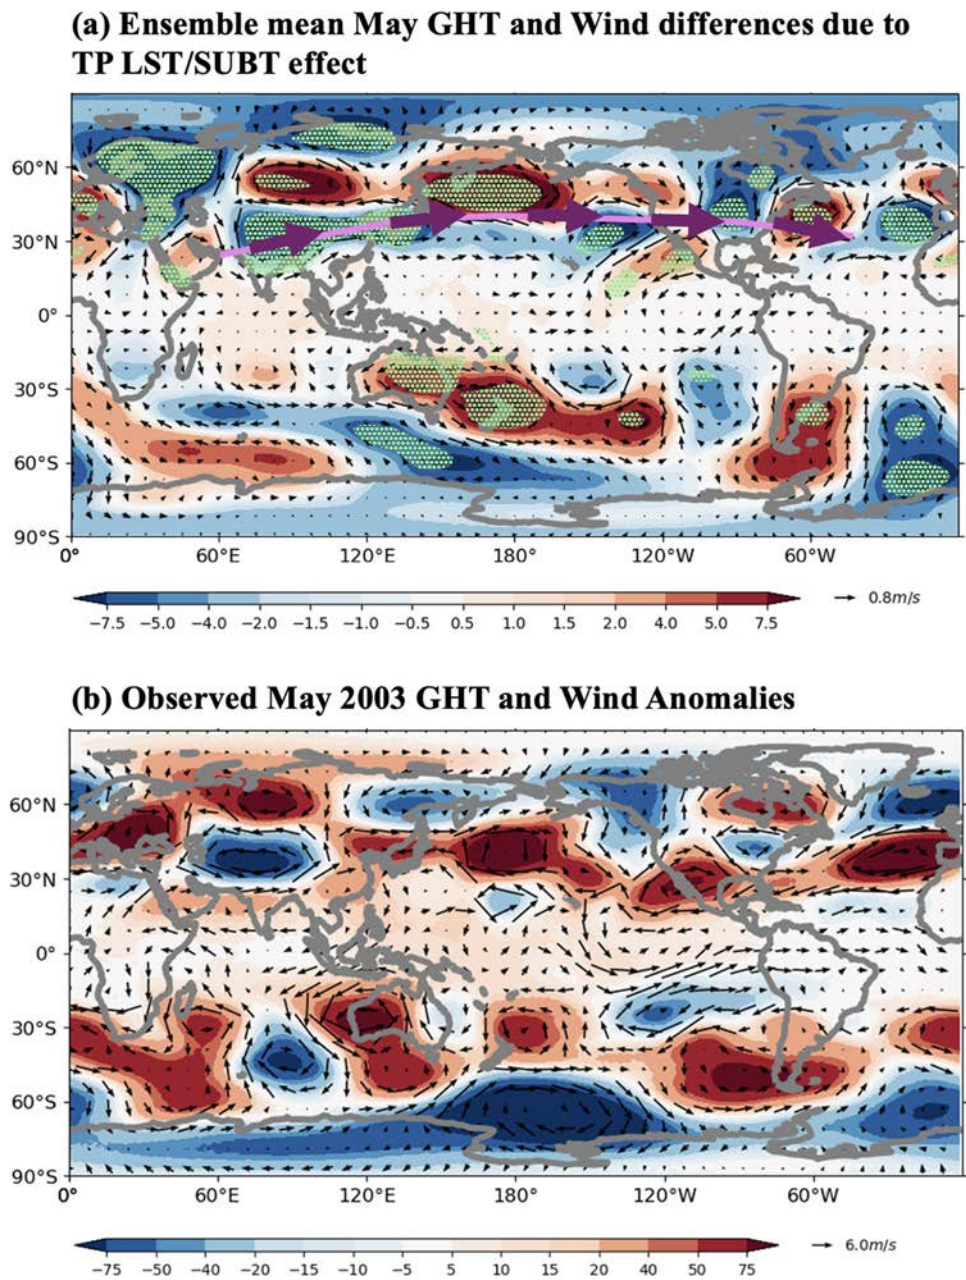 (a) Ensemble mean May GHT and Wind differences due to
TP LST/SUBT effect
60°N
30°N
0°
30°S
60°S
90°S
0° 60°E 120°E 180° 120°W 60°W
−7.5 −5.0 −4.0 −2.0 −1.5 −1.0 −0.5 0.5 1.0 1.5 2.0 4.0 5.0 7.5
0.8m/s
(b) Observed May 2003 GHT and Wind Anomalies
60°N
30°N
0°
30°S
60°S
90°S
0° 60°E 120°E 180° 120°W 60°W
−75 −50 −40 −20 −15 −10 −5 5 10 15 20 40 50 75
6.0m/s